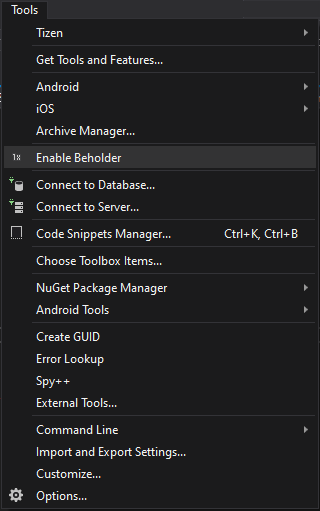 Tools
Tizen
Get Tools and Features...
Android
iOS
Archive Manager...
1x Enable Beholder
Connect to Database...
Connect to Server...
Code Snippets Manager... Ctrl+K, Ctrl+B
Choose Toolbox Items...
NuGet Package Manager
Android Tools
Create GUID
Error Lookup
Spy++
External Tools...
Command Line
Import and Export Settings...
Customize...
Options...